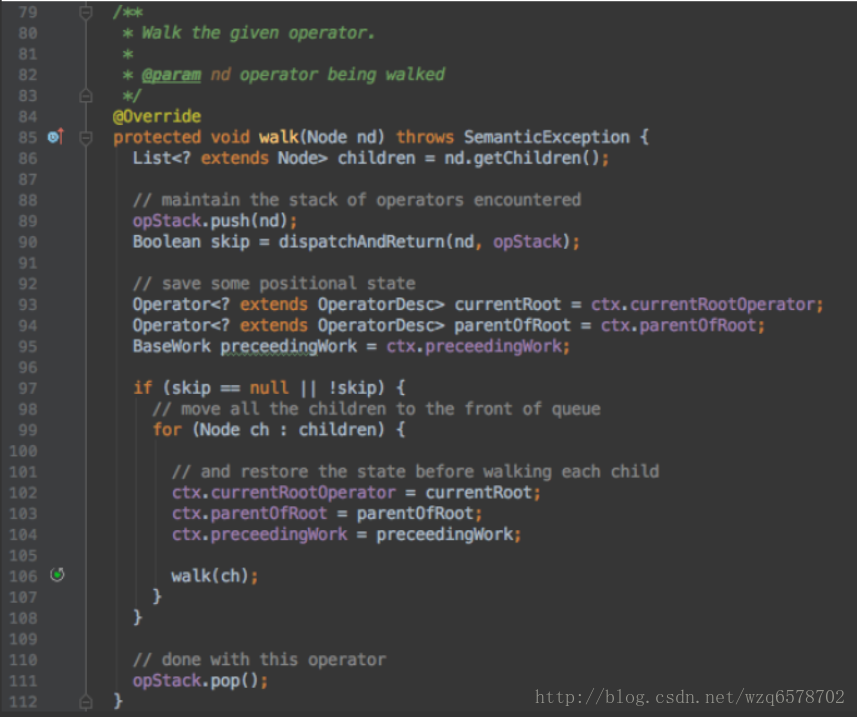 79 /**
80 * Walk the given operator.
81 *
82 * @param nd operator being walked
83 */
84 @Override
85 protected void walk(Node nd) throws SemanticException {
86 List<? extends Node> children = nd.getChildren();
87
88 // maintain the stack of operators encountered
89 opStack.push(nd);
90 Boolean skip = dispatchAndReturn(nd, opStack);
91
92 // save some positional state
93 Operator<? extends OperatorDesc> currentRoot = ctx.currentRootOperator;
94 Operator<? extends OperatorDesc> parentOfRoot = ctx.parentOfRoot;
95 BaseWork preceedingWork = ctx.preceedingWork;
96
97 if (skip == null || !skip) {
98 // move all the children to the front of queue
99 for (Node ch : children) {
100
101 // and restore the state before walking each child
102 ctx.currentRootOperator = currentRoot;
103 ctx.parentOfRoot = parentOfRoot;
104 ctx.preceedingWork = preceedingWork;
105
106 walk(ch);
107 }
108 }
109
110 // done with this operator
111 opStack.pop();
112 }
http://blog.csdn.net/wzq6578702